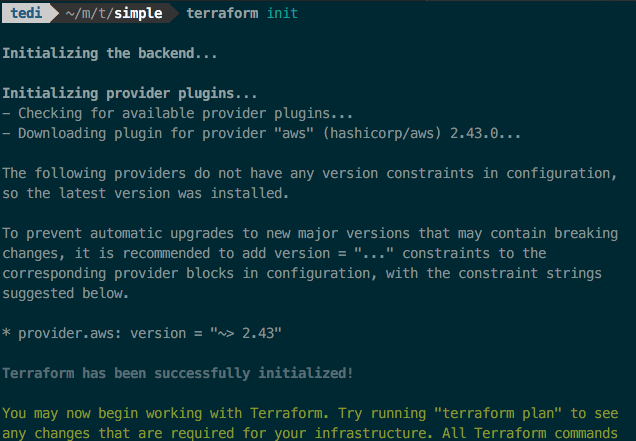 tedi ~/m/t/simple terraform init
Initializing the backend...
Initializing provider plugins...
- Checking for available provider plugins...
- Downloading plugin for provider "aws" (hashicorp/aws) 2.43.0...
The following providers do not have any version constraints in configuration,
so the latest version was installed.
To prevent automatic upgrades to new major versions that may contain breaking
changes, it is recommended to add version = "..." constraints to the
corresponding provider blocks in configuration, with the constraint strings
suggested below.
* provider.aws: version = "~> 2.43"
Terraform has been successfully initialized!
You may now begin working with Terraform. Try running "terraform plan" to see
any changes that are required for your infrastructure. All Terraform commands